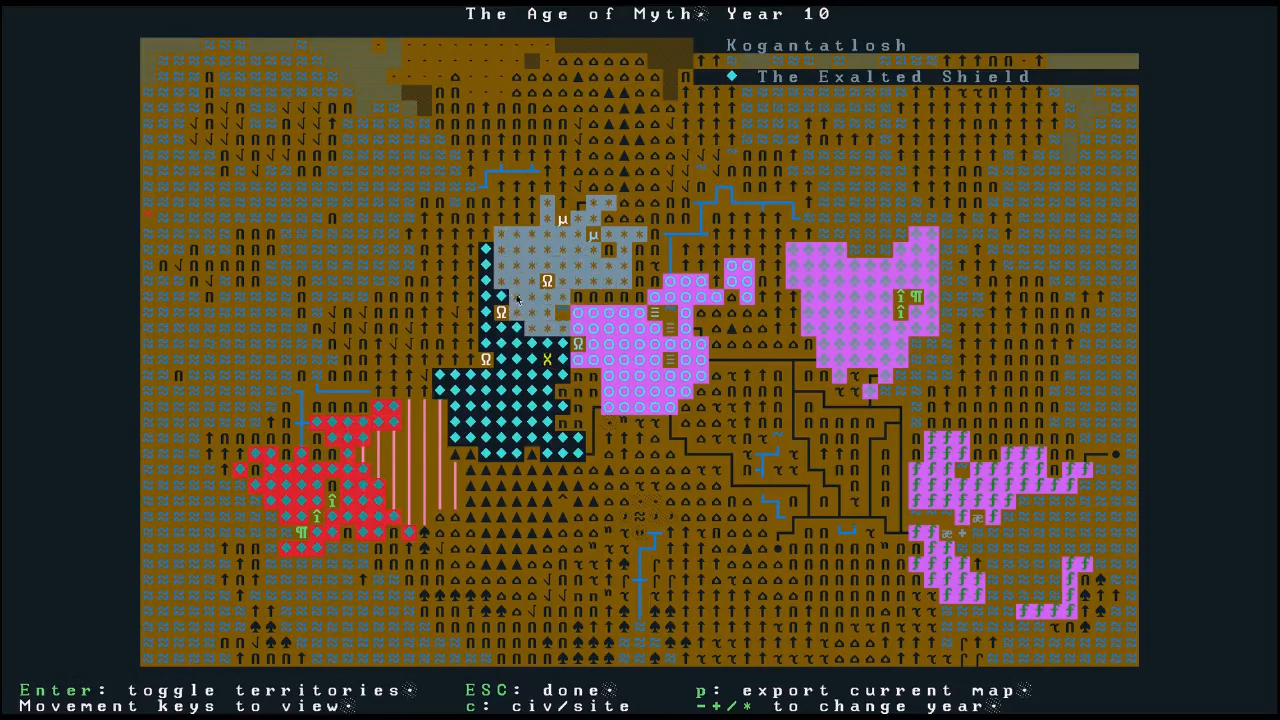 The Age of Myth Year 10
Kogantatlosh
The Exalted Shield
Enter: toggle territories ESC: done p: export current map
Movement keys to view c: civ/site -+/* to change year